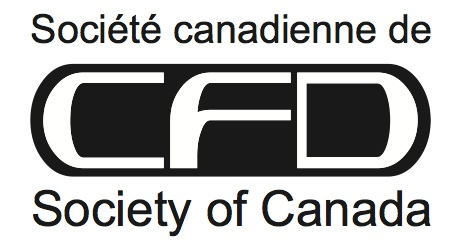 Société canadienne de
CFD
Society of Canada